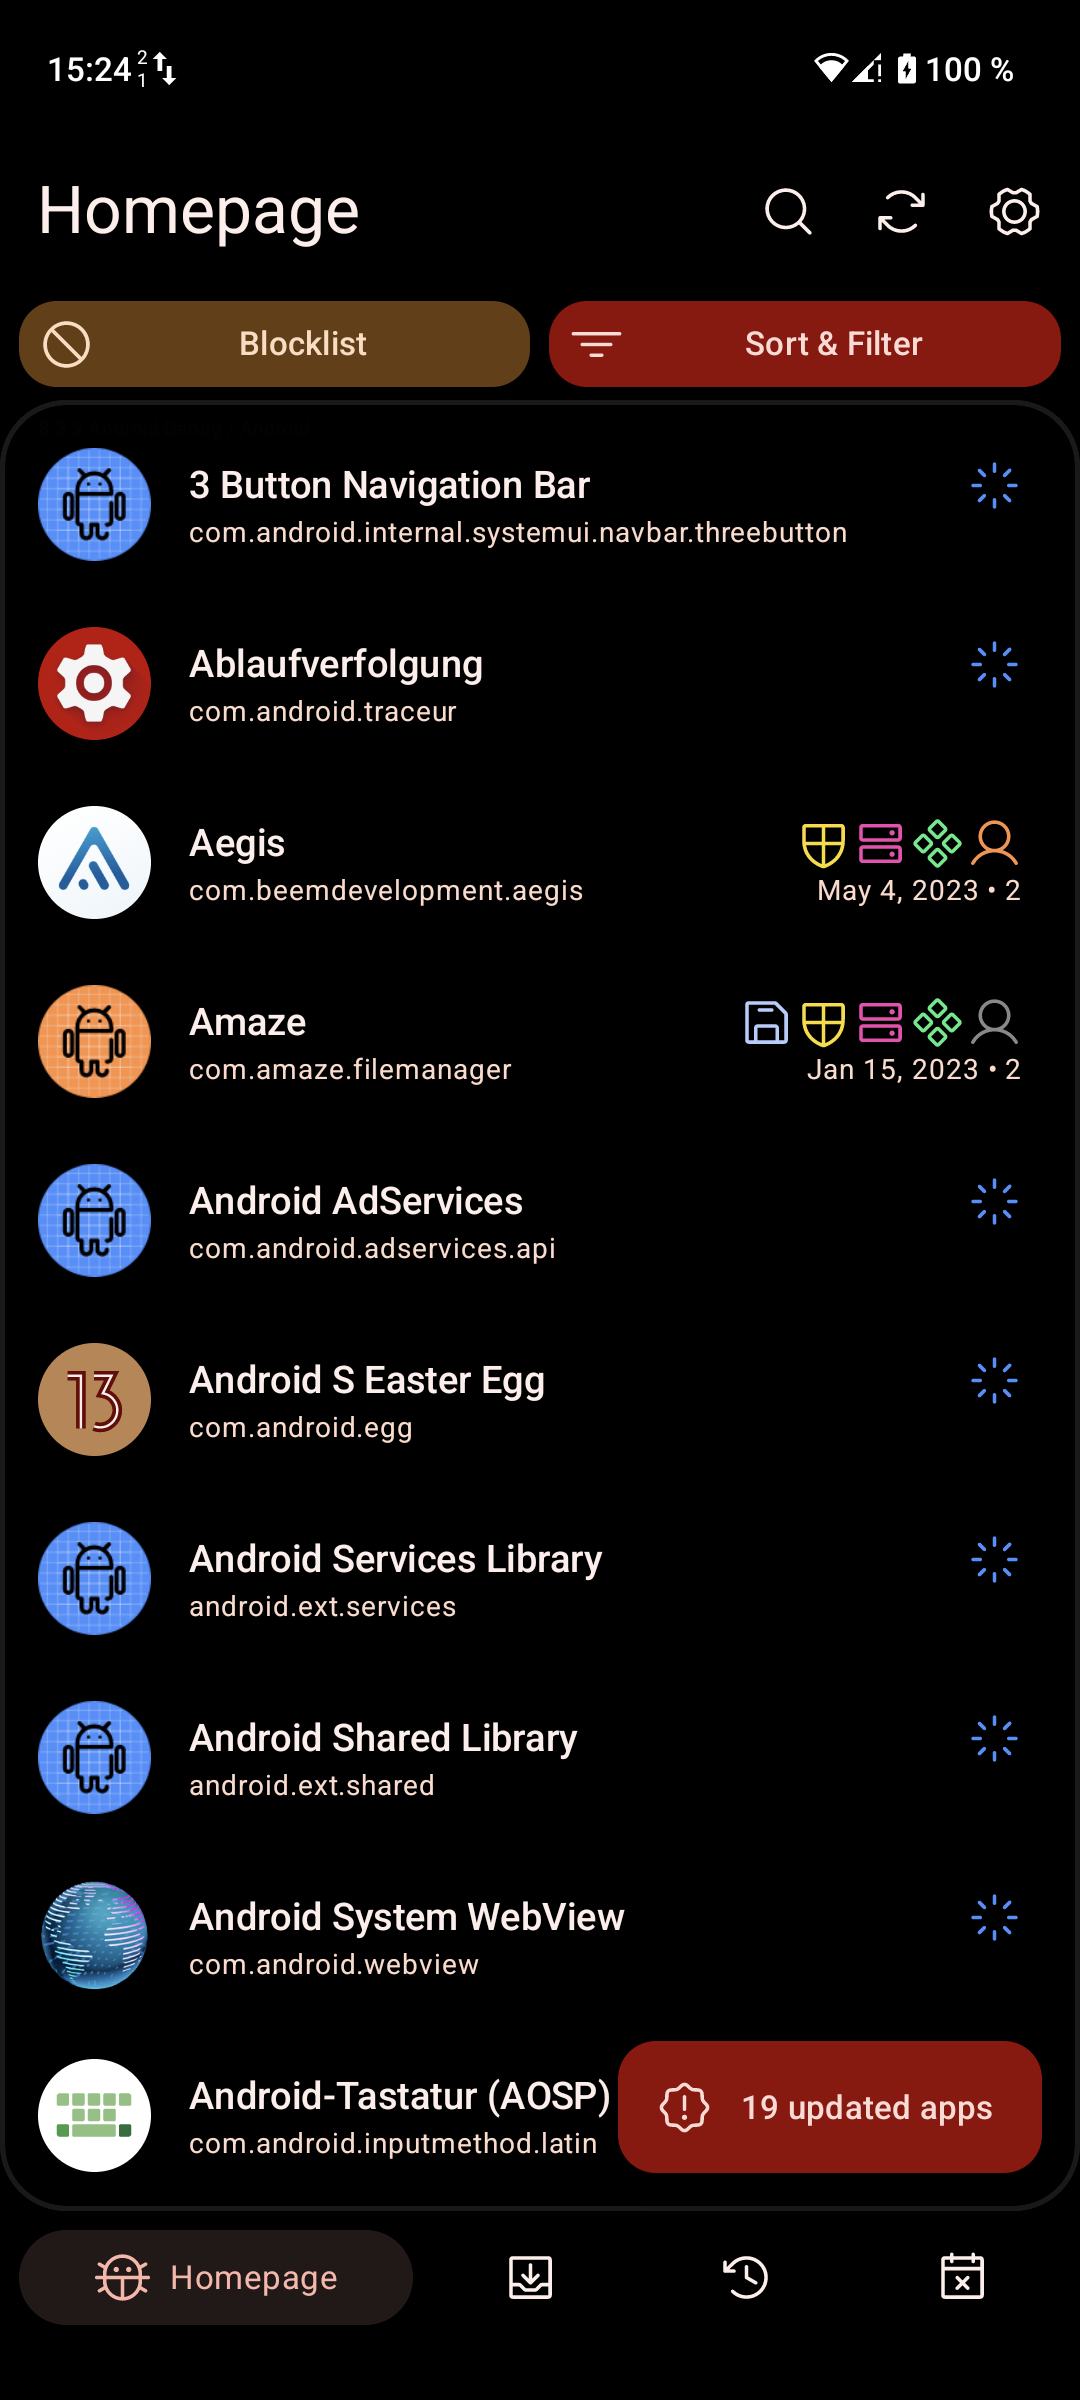 15:24 2 1 100 %
Homepage
Blocklist
Sort & Filter
3 Button Navigation Bar
com.android.internal.systemui.navbar.threebutton
Ablaufverfolgung
com.android.traceur
Aegis
com.beemdevelopment.aegis
May 4, 2023 • 2
Amaze
com.amaze.filemanager
Jan 15, 2023 • 2
Android AdServices
com.android.adservices.api
13
Android S Easter Egg
com.android.egg
Android Services Library
android.ext.services
Android Shared Library
android.ext.shared
Android System WebView
com.android.webview
Android-Tastatur (AOSP)
com.android.inputmethod.latin
19 updated apps
Homepage